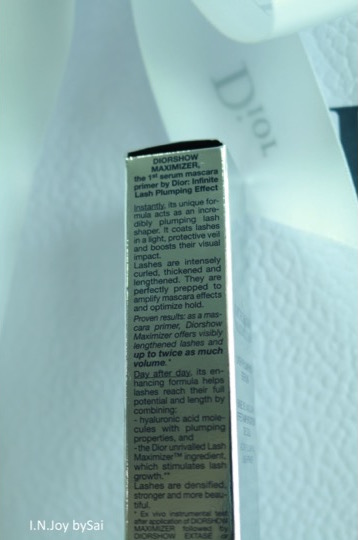 Dior
DIORSHOW
MAXIMIZER,
the 1st serum mascara
primer by Dior: Infinite
Lash Plumping Effect
Instantly, its unique for-
mula acts as an incre-
dibly plumping lash
shaper. It coats lashes
in a light, protective veil
and boosts their visual
impact.
Lashes are intensely
curled, thickened and
lengthened. They are
perfectly prepped to
amplify mascara effects
and optimize hold.
Proven results: as a mas-
cara primer, Diorshow
Maximizer offers visibly
lengthened lashes and
up to twice as much
volume.*
Day after day, its en-
hancing formula helps
lashes reach their full
potential and length by
combining:
- hyaluronic acid mole-
cules with plumping
properties, and
- the Dior unrivalled Lash
Maximizer™ ingredient,
which stimulates lash
growth.**
Lashes are densified,
stronger and more beau-
tiful.
* Ex vivo instrumental test
after application of DIORSHOW
MAXIMIZER followed by
DIORSHOW EXTASE
I.N.Joy bySai